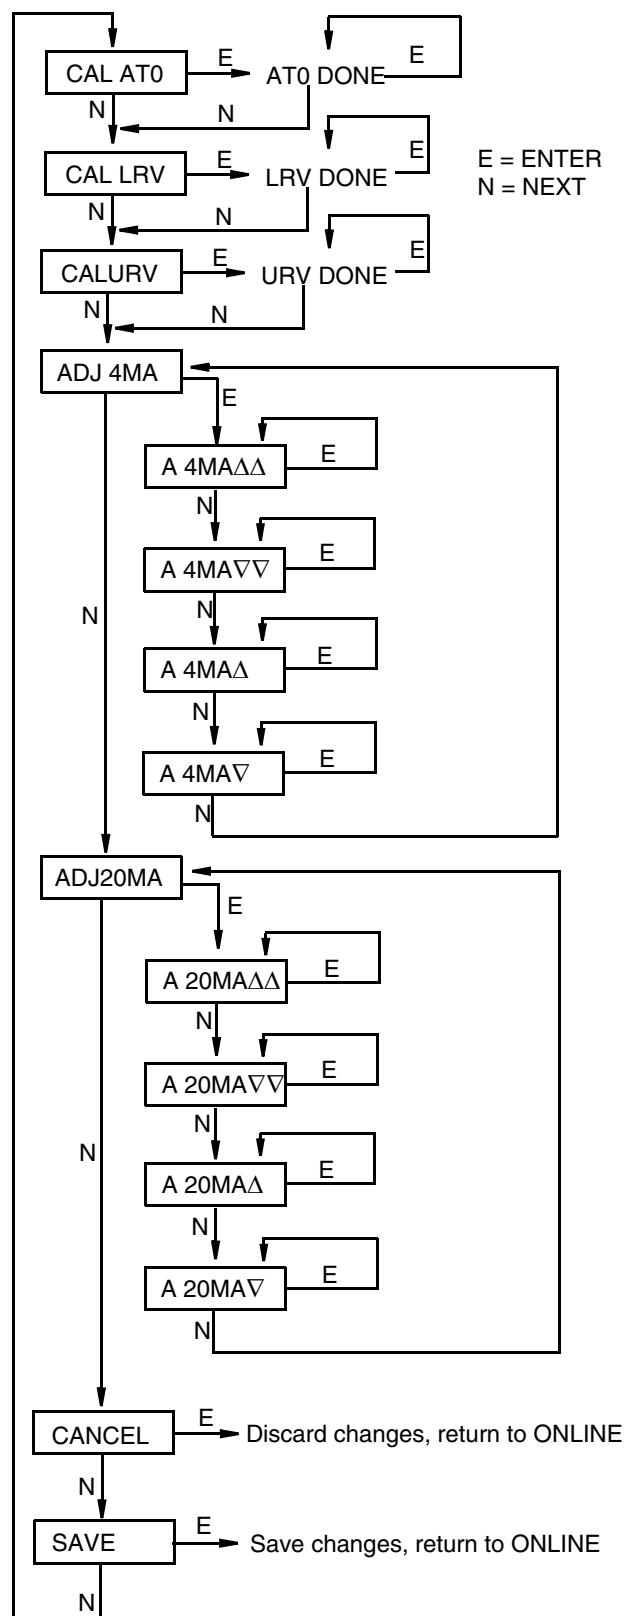 CAL AT0
E
AT0 DONE
E
N
N
CAL LRV
E
LRV DONE
E
E = ENTER
N = NEXT
N
N
CALURV
E
URV DONE
E
N
N
ADJ 4MA
E
A 4MA∆∆
E
N
A 4MA∇∇
E
N
N
A 4MA∆
E
N
A 4MA∇
E
N
ADJ20MA
E
A 20MA∆∆
E
N
A 20MA∇∇
E
N
N
A 20MA∆
E
N
A 20MA∇
E
N
CANCEL
E
Discard changes, return to ONLINE
N
SAVE
E
Save changes, return to ONLINE
N